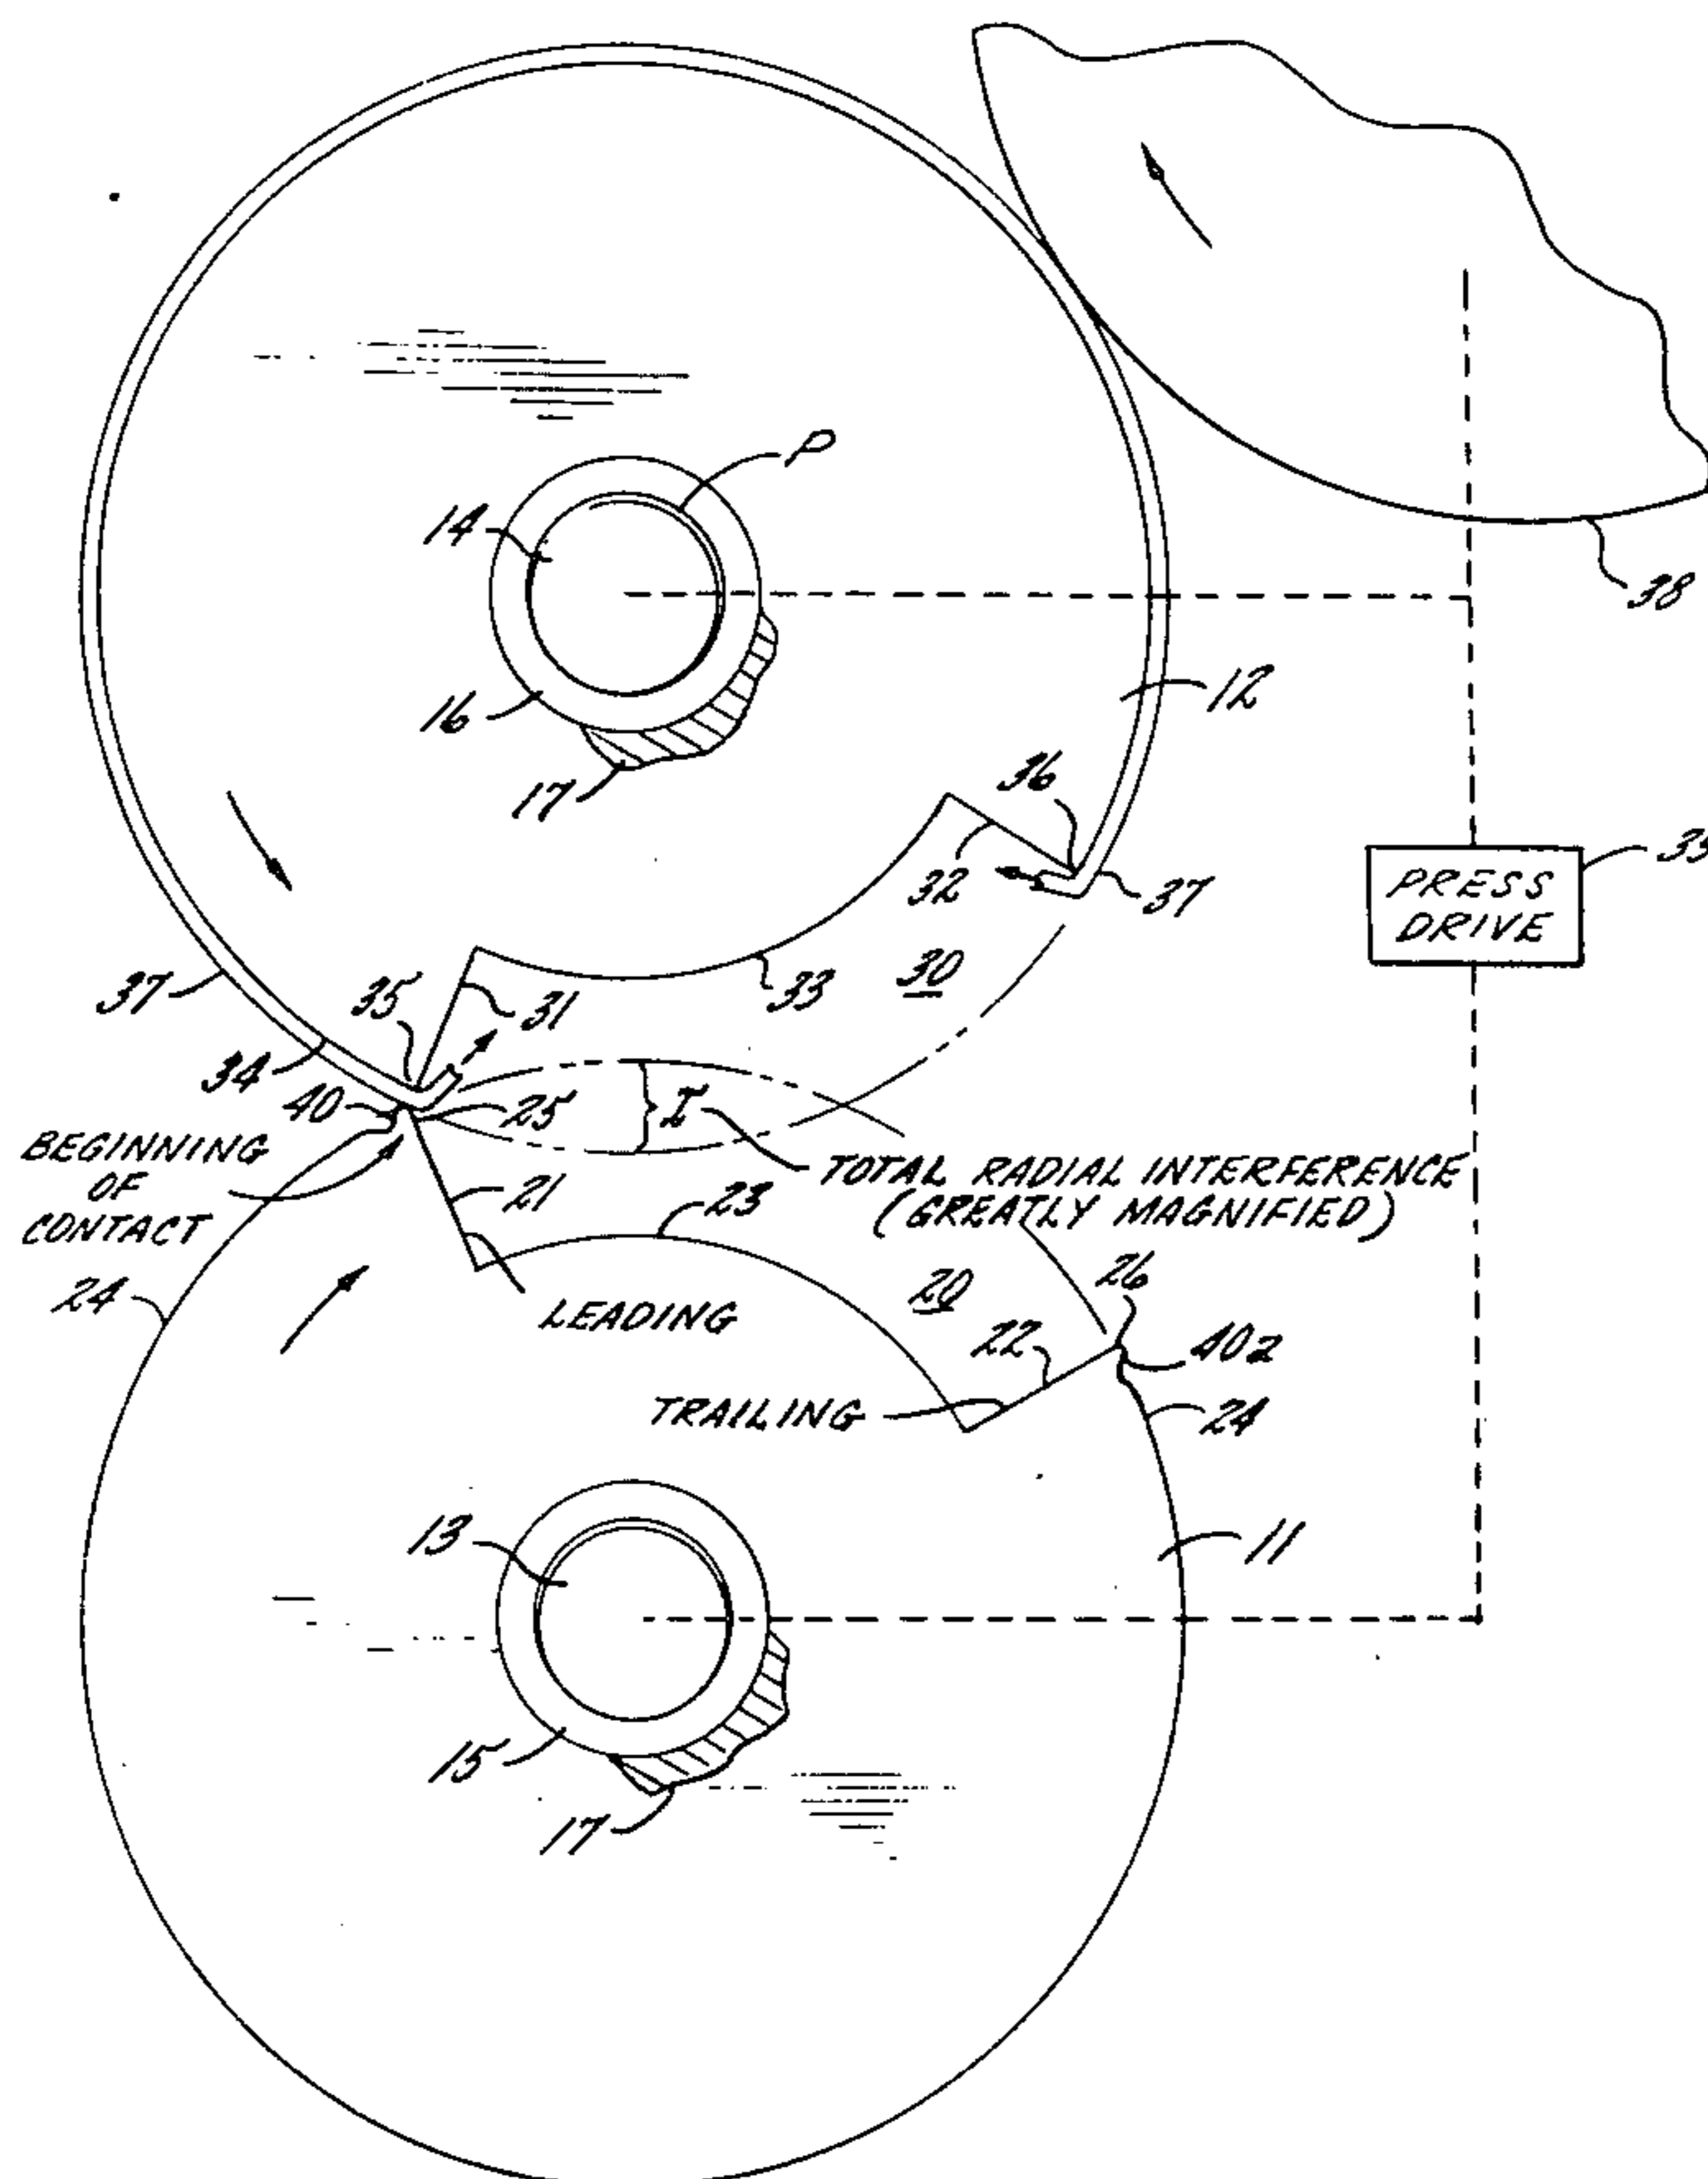 P
14
38
16
12
17
36
32
37
PRESS
DRIVE
30
33
37
35
31
34
40
25
I
BEGINNING
OF
CONTACT
TOTAL RADIAL INTERFERENCE
(GREATLY MAGNIFIED)
21
23
24
26
20
LEADING
22
40a
TRAILING
24
13
11
15
17